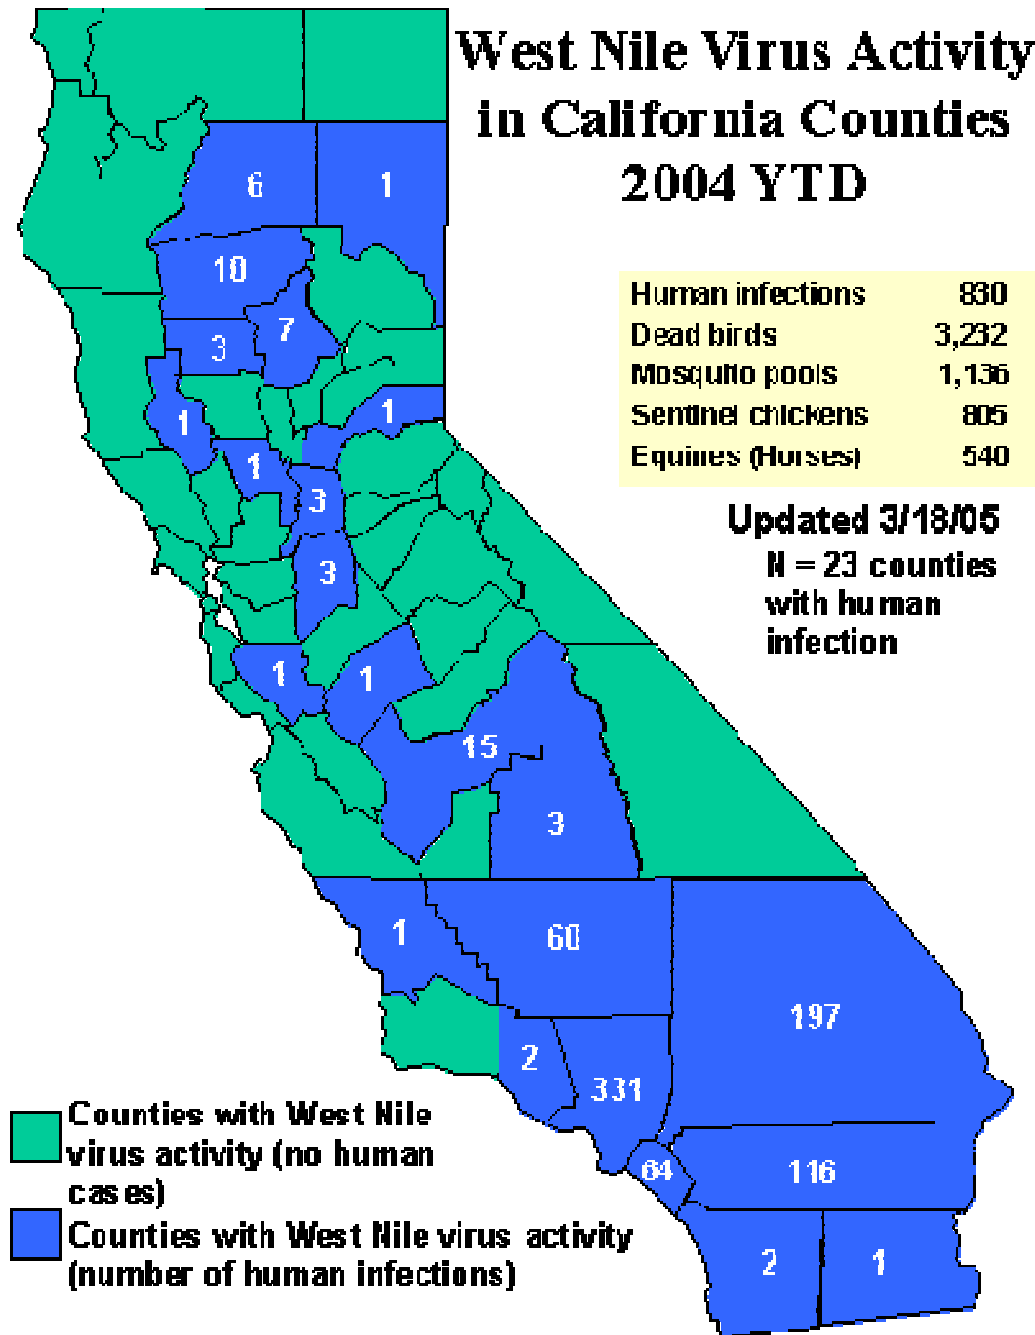 West Nile Virus Activity
in California Counties
2004 YTD
6
1
10
7
3
1
1
1
3
3
1
1
15
3
1
60
197
2
331
64
116
2
1
Human infections 830
Dead birds 3,232
Mosquito pools 1,136
Sentinel chickens 805
Equines (Horses) 540
Updated 3/18/05
N = 23 counties
with human
infection
Counties with West Nile
virus activity (no human
cases)
Counties with West Nile virus activity
(number of human infections)